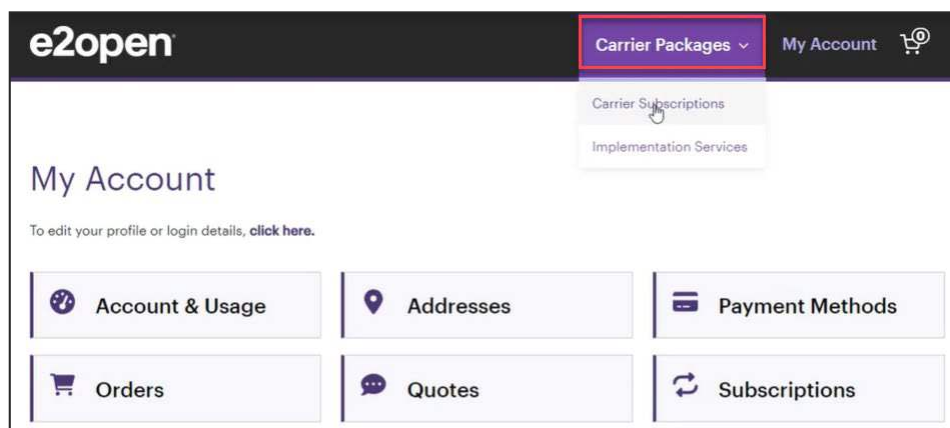 e2open
Carrier Packages
My Account
0
Carrier Subscriptions
Implementation Services
My Account
To edit your profile or login details, click here.
Account & Usage
Addresses
Payment Methods
Orders
Quotes
Subscriptions